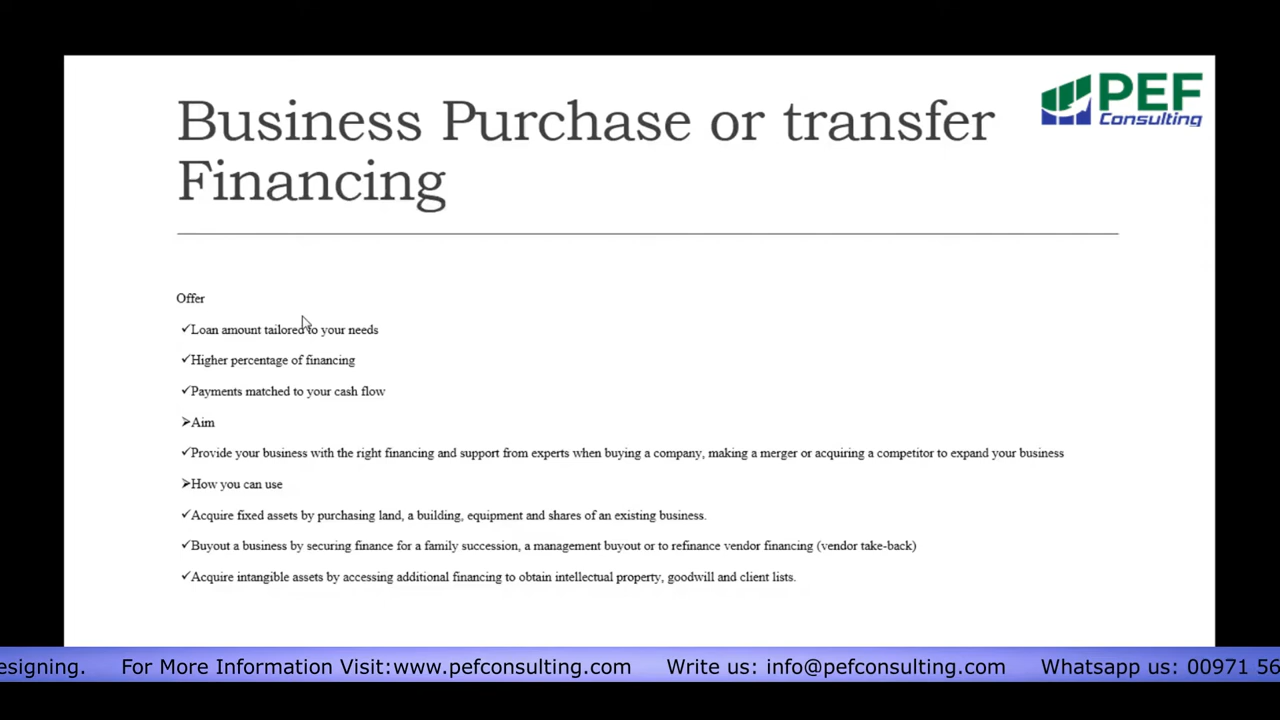 Business Purchase or transfer
Financing
PEF
Consulting
Offer
✓Loan amount tailored to your needs
✓Higher percentage of financing
✓Payments matched to your cash flow
➢Aim
✓Provide your business with the right financing and support from experts when buying a company, making a merger or acquiring a competitor to expand your business
➢How you can use
✓Acquire fixed assets by purchasing land, a building, equipment and shares of an existing business.
✓Buyout a business by securing finance for a family succession, a management buyout or to refinance vendor financing (vendor take-back)
✓Acquire intangible assets by accessing additional financing to obtain intellectual property, goodwill and client lists.
esigning. For More Information Visit:www.pefconsulting.com Write us: info@pefconsulting.com Whatsapp us: 00971 56